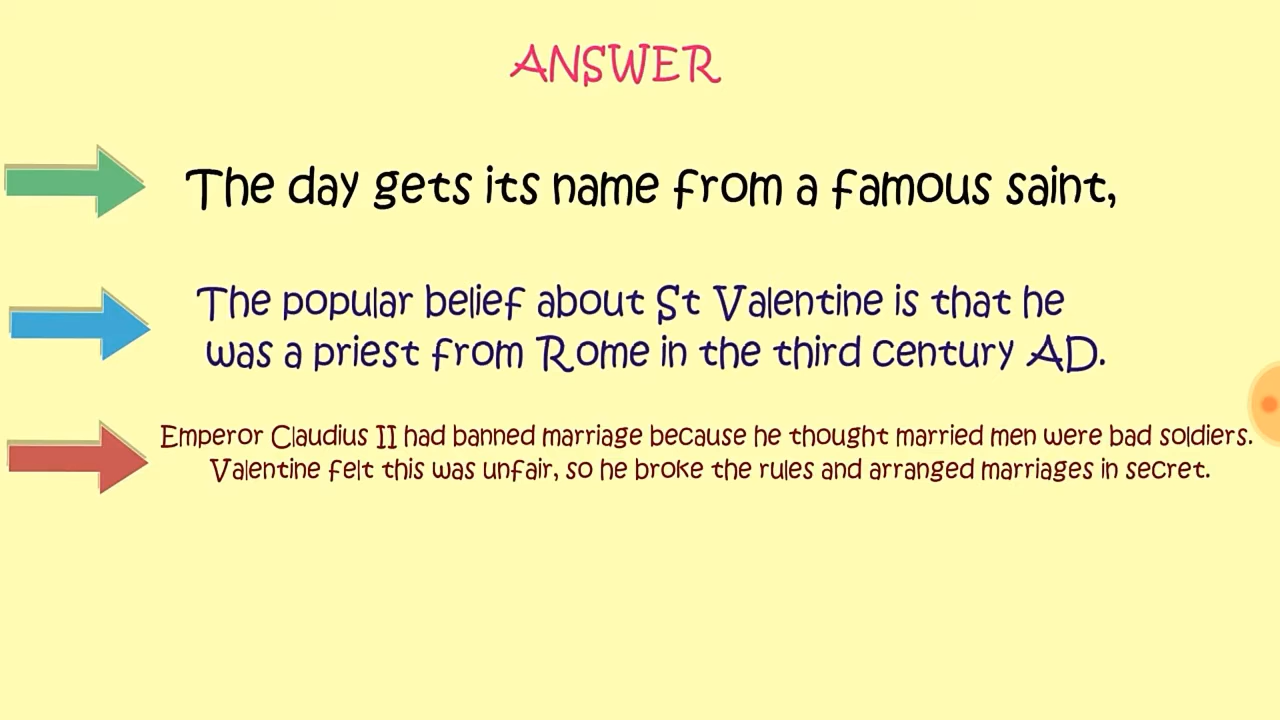 ANSWER
The day gets its name from a famous saint,
The popular belief about St Valentine is that he
was a priest from Rome in the third century AD.
Emperor Claudius II had banned marriage because he thought married men were bad soldiers.
Valentine felt this was unfair, so he broke the rules and arranged marriages in secret.